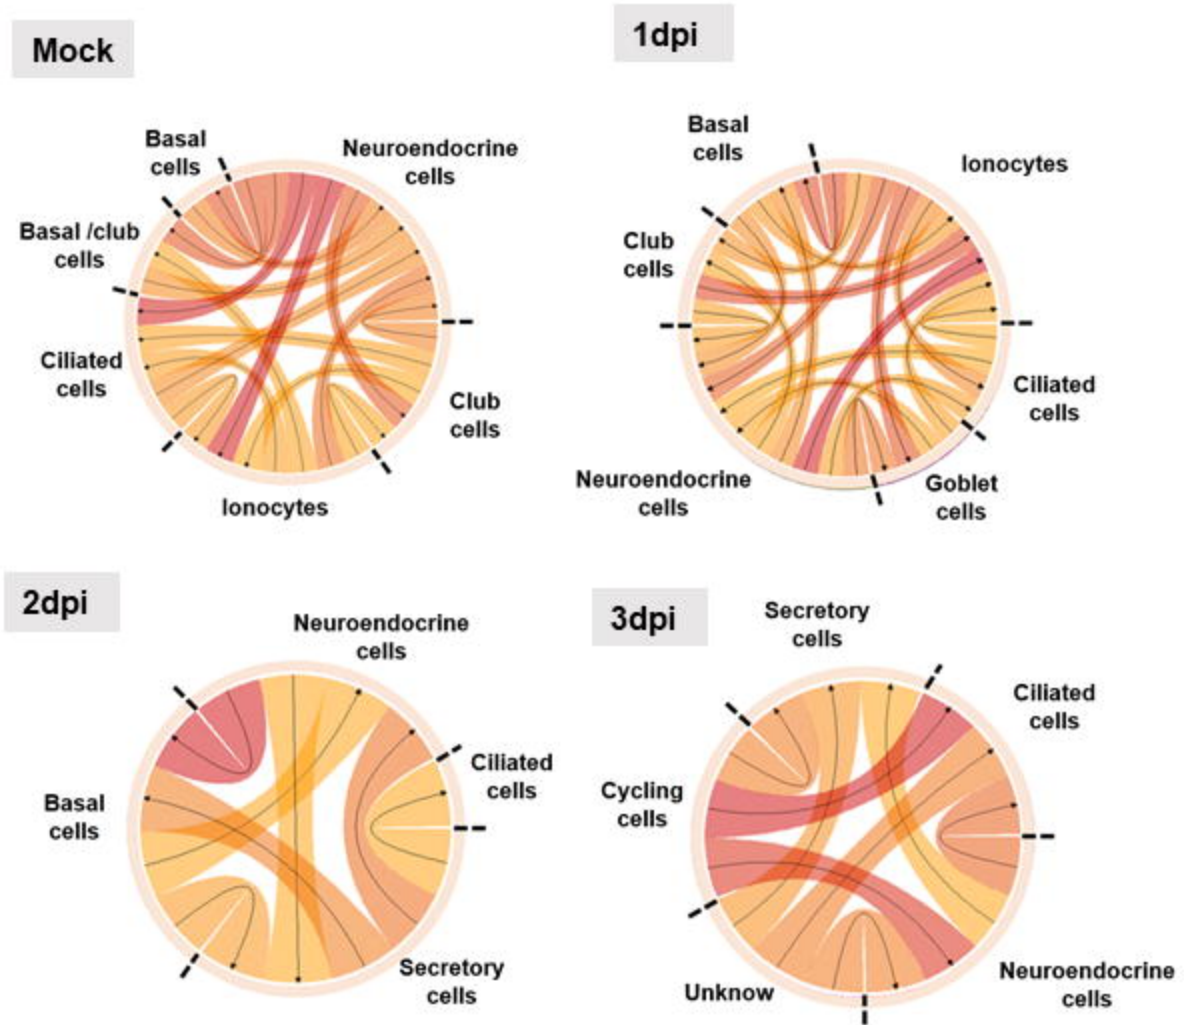 Mock
Basal
cells
Neuroendocrine
cells
Basal /club
cells
Ciliated
cells
Club
cells
Ionocytes
1dpi
Basal
cells
Ionocytes
Club
cells
Ciliated
cells
Neuroendocrine
cells
Goblet
cells
2dpi
Neuroendocrine
cells
Ciliated
cells
Basal
cells
Secretory
cells
3dpi
Secretory
cells
Ciliated
cells
Cycling
cells
Unknow
Neuroendocrine
cells